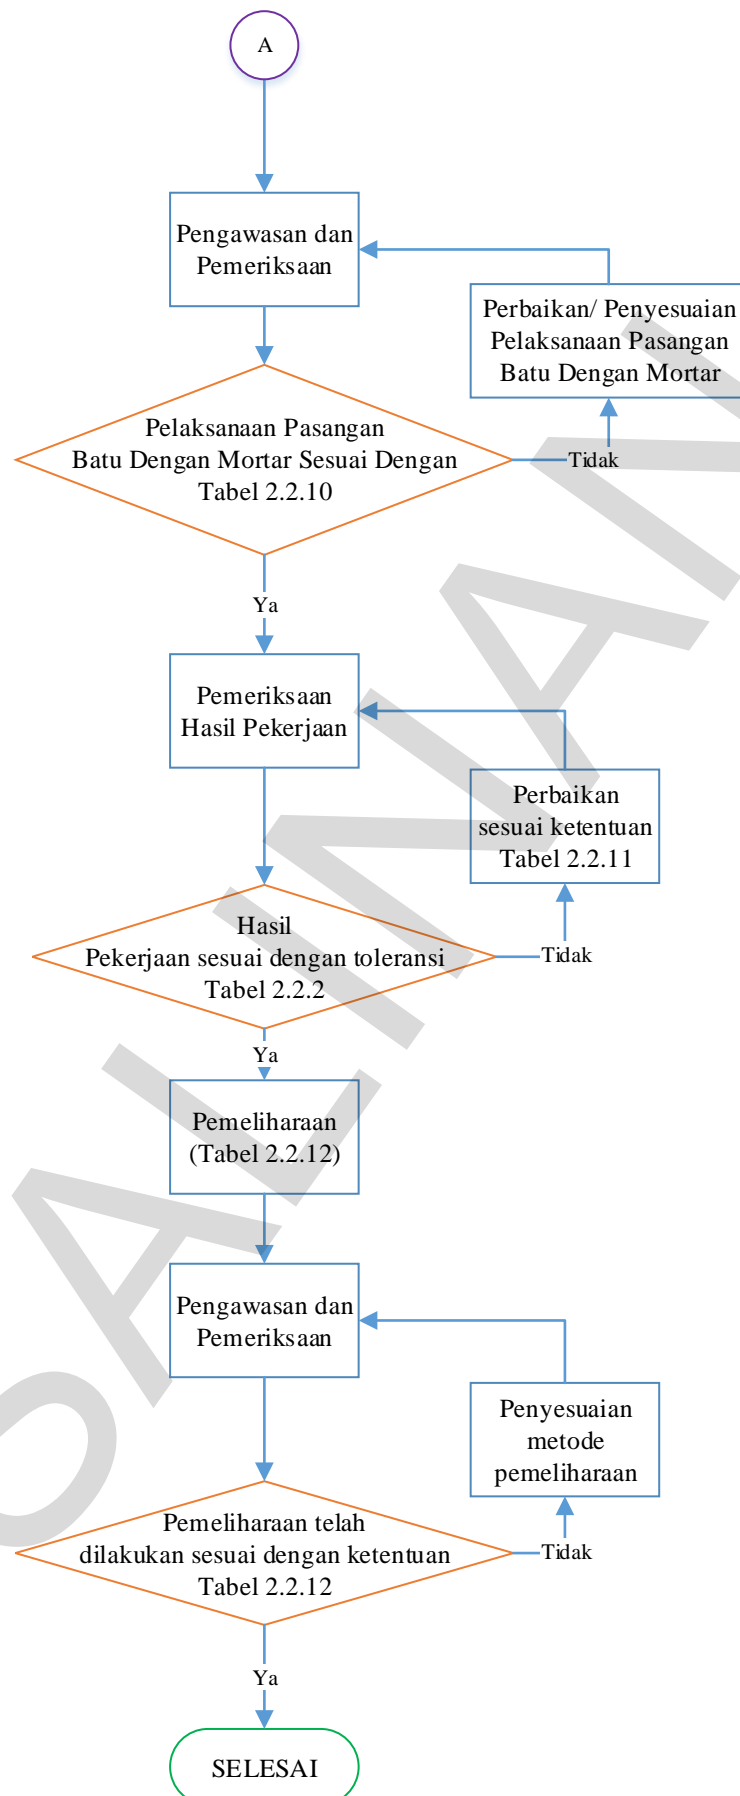 A
Pengawasan dan
Pemeriksaan
Perbaikan/ Penyesuaian
Pelaksanaan Pasangan
Batu Dengan Mortar
Pelaksanaan Pasangan
Batu Dengan Mortar Sesuai Dengan
Tabel 2.2.10
Tidak
Ya
Pemeriksaan
Hasil Pekerjaan
Perbaikan
sesuai ketentuan
Tabel 2.2.11
Hasil
Pekerjaan sesuai dengan toleransi
Tabel 2.2.2
Tidak
Ya
Pemeliharaan
(Tabel 2.2.12)
Pengawasan dan
Pemeriksaan
Penyesuaian
metode
pemeliharaan
Pemeliharaan telah
dilakukan sesuai dengan ketentuan
Tabel 2.2.12
Tidak
Ya
SELESAI
SALINAN